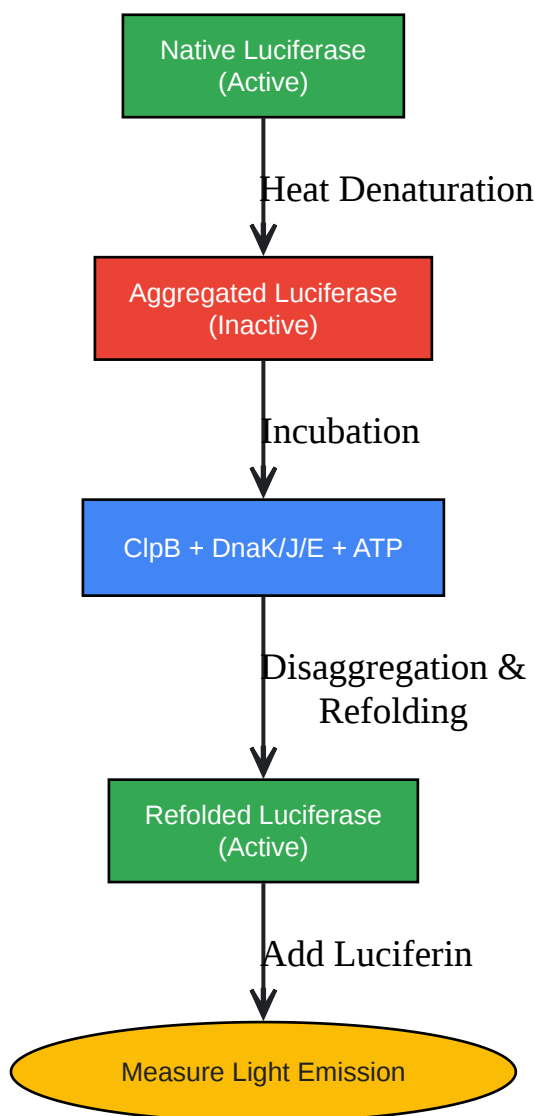 Native Luciferase
(Active)
Heat Denaturation
Aggregated Luciferase
(Inactive)
Incubation
ClpB + DnaK/J/E + ATP
Disaggregation &
Refolding
Refolded Luciferase
(Active)
Add Luciferin
Measure Light Emission